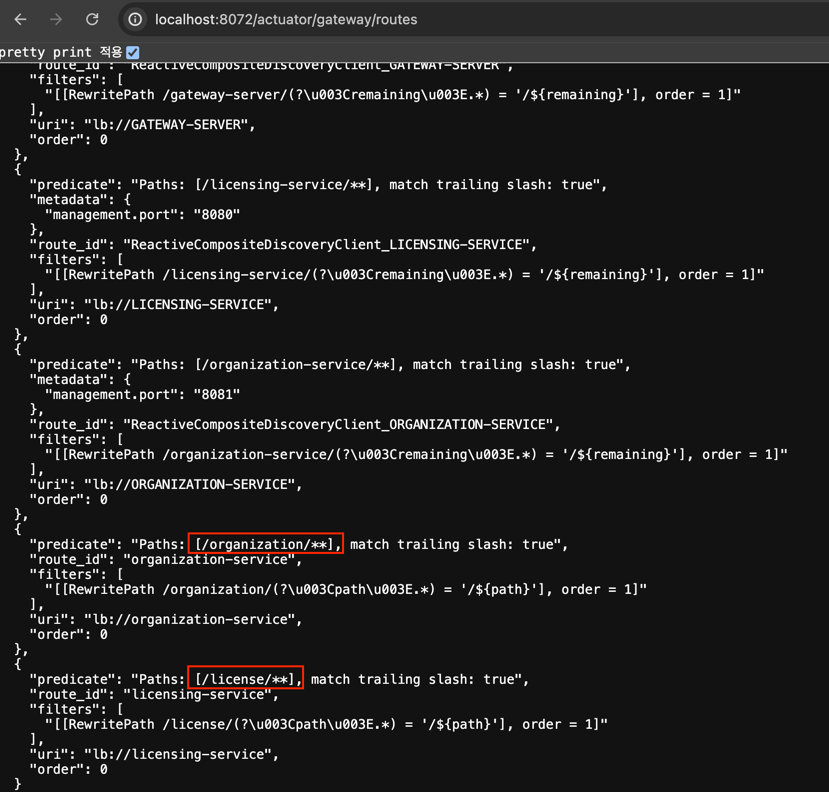 localhost:8072/actuator/gateway/routes
pretty print 적용
"route_id": "ReactiveCompositeDiscoveryClient_GATEWAY-SERVER",
"filters": [
"[[RewritePath /gateway-server/(?\u003Cremaining\u003E.*) = '/${remaining}'], order = 1]"
],
"uri": "lb://GATEWAY-SERVER",
"order": 0
},
{
"predicate": "Paths: [/licensing-service/**], match trailing slash: true",
"metadata": {
"management.port": "8080"
},
"route_id": "ReactiveCompositeDiscoveryClient_LICENSING-SERVICE",
"filters": [
"[[RewritePath /licensing-service/(?\u003Cremaining\u003E.*) = '/${remaining}'], order = 1]"
],
"uri": "lb://LICENSING-SERVICE",
"order": 0
},
{
"predicate": "Paths: [/organization-service/**], match trailing slash: true",
"metadata": {
"management.port": "8081"
},
"route_id": "ReactiveCompositeDiscoveryClient_ORGANIZATION-SERVICE",
"filters": [
"[[RewritePath /organization-service/(?\u003Cremaining\u003E.*) = '/${remaining}'], order = 1]"
],
"uri": "lb://ORGANIZATION-SERVICE",
"order": 0
},
{
"predicate": "Paths: [/organization/**], match trailing slash: true",
"route_id": "organization-service",
"filters": [
"[[RewritePath /organization/(?\u003Cpath\u003E.*) = '/${path}'], order = 1]"
],
"uri": "lb://organization-service",
"order": 0
},
{
"predicate": "Paths: [/license/**], match trailing slash: true",
"route_id": "licensing-service",
"filters": [
"[[RewritePath /license/(?\u003Cpath\u003E.*) = '/${path}'], order = 1]"
],
"uri": "lb://licensing-service",
"order": 0
}